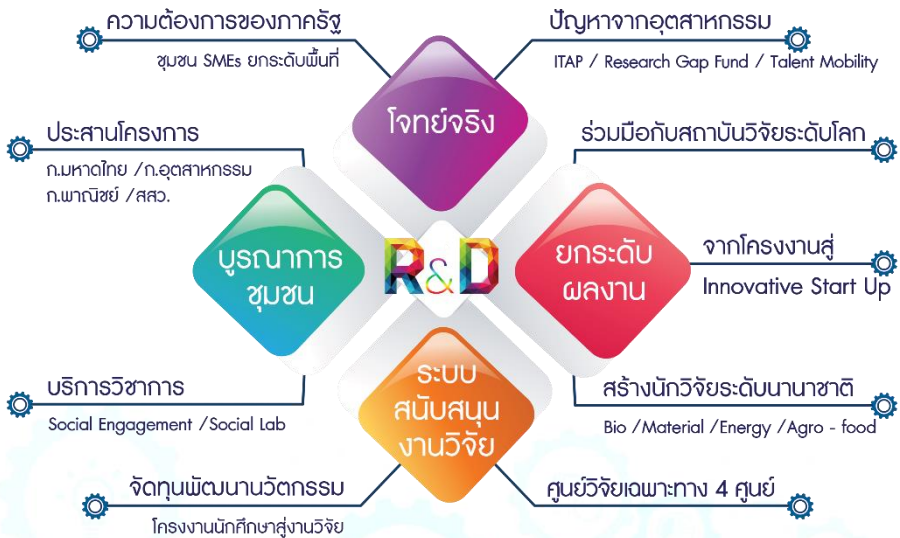 ความต้องการของภาครัฐ
ชุมชน SMEs ยกระดับพื้นที่
ปัญหาจากอุตสาหกรรม
ITAP / Research Gap Fund / Talent Mobility
โจทย์จริง
ประสานโครงการ
ก.มหาดไทย /ก.อุตสาหกรรม
ก.พาณิชย์ /สสว.
ร่วมมือกับสถาบันวิจัยระดับโลก
บูรณาการ
ชุมชน
R&D
ยกระดับ
ผลงาน
จากโครงงานสู่
Innovative Start Up
ระบบ
สนับสนุน
งานวิจัย
บริการวิชาการ
Social Engagement /Social Lab
สร้างนักวิจัยระดับนานาชาติ
Bio /Material /Energy /Agro - food
จัดทุนพัฒนานวัตกรรม
โครงงานนักศึกษาสู่งานวิจัย
ศูนย์วิจัยเฉพาะทาง 4 ศูนย์